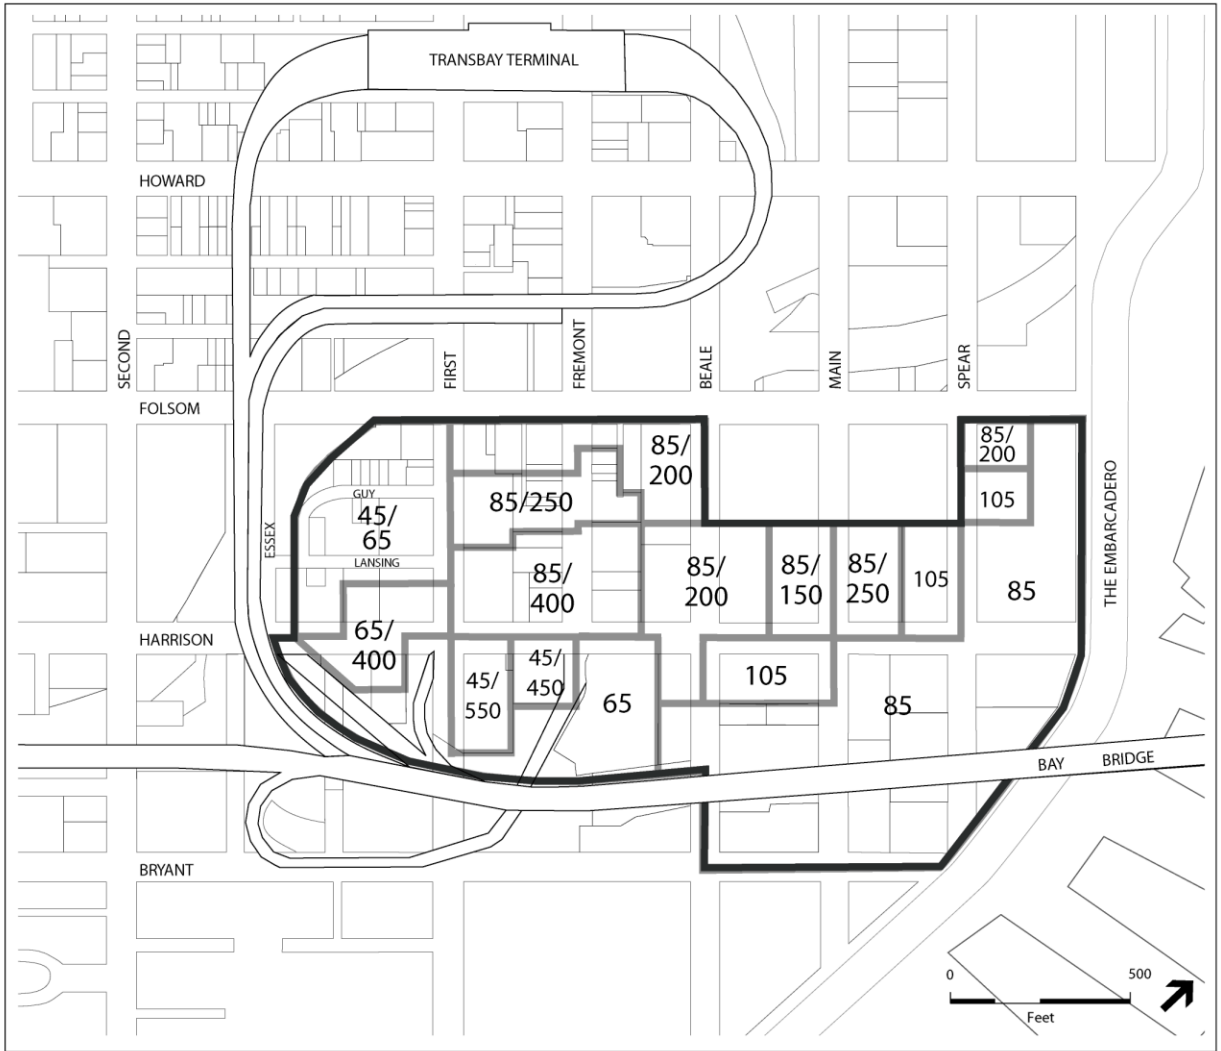 TRANSBAY TERMINAL
HOWARD
SECOND
FIRST
FREMONT
BEALE
MAIN
SPEAR
FOLSOM
85/
200
85/
200
GUY
45/
65
85/250
105
ESSEX
LANSING
85/
400
85/
200
85/
150
85/
250
105
85
THE EMBARCADERO
HARRISON
65/
400
45/
550
45/
450
65
105
85
BAY BRIDGE
BRYANT
0 500
Feet